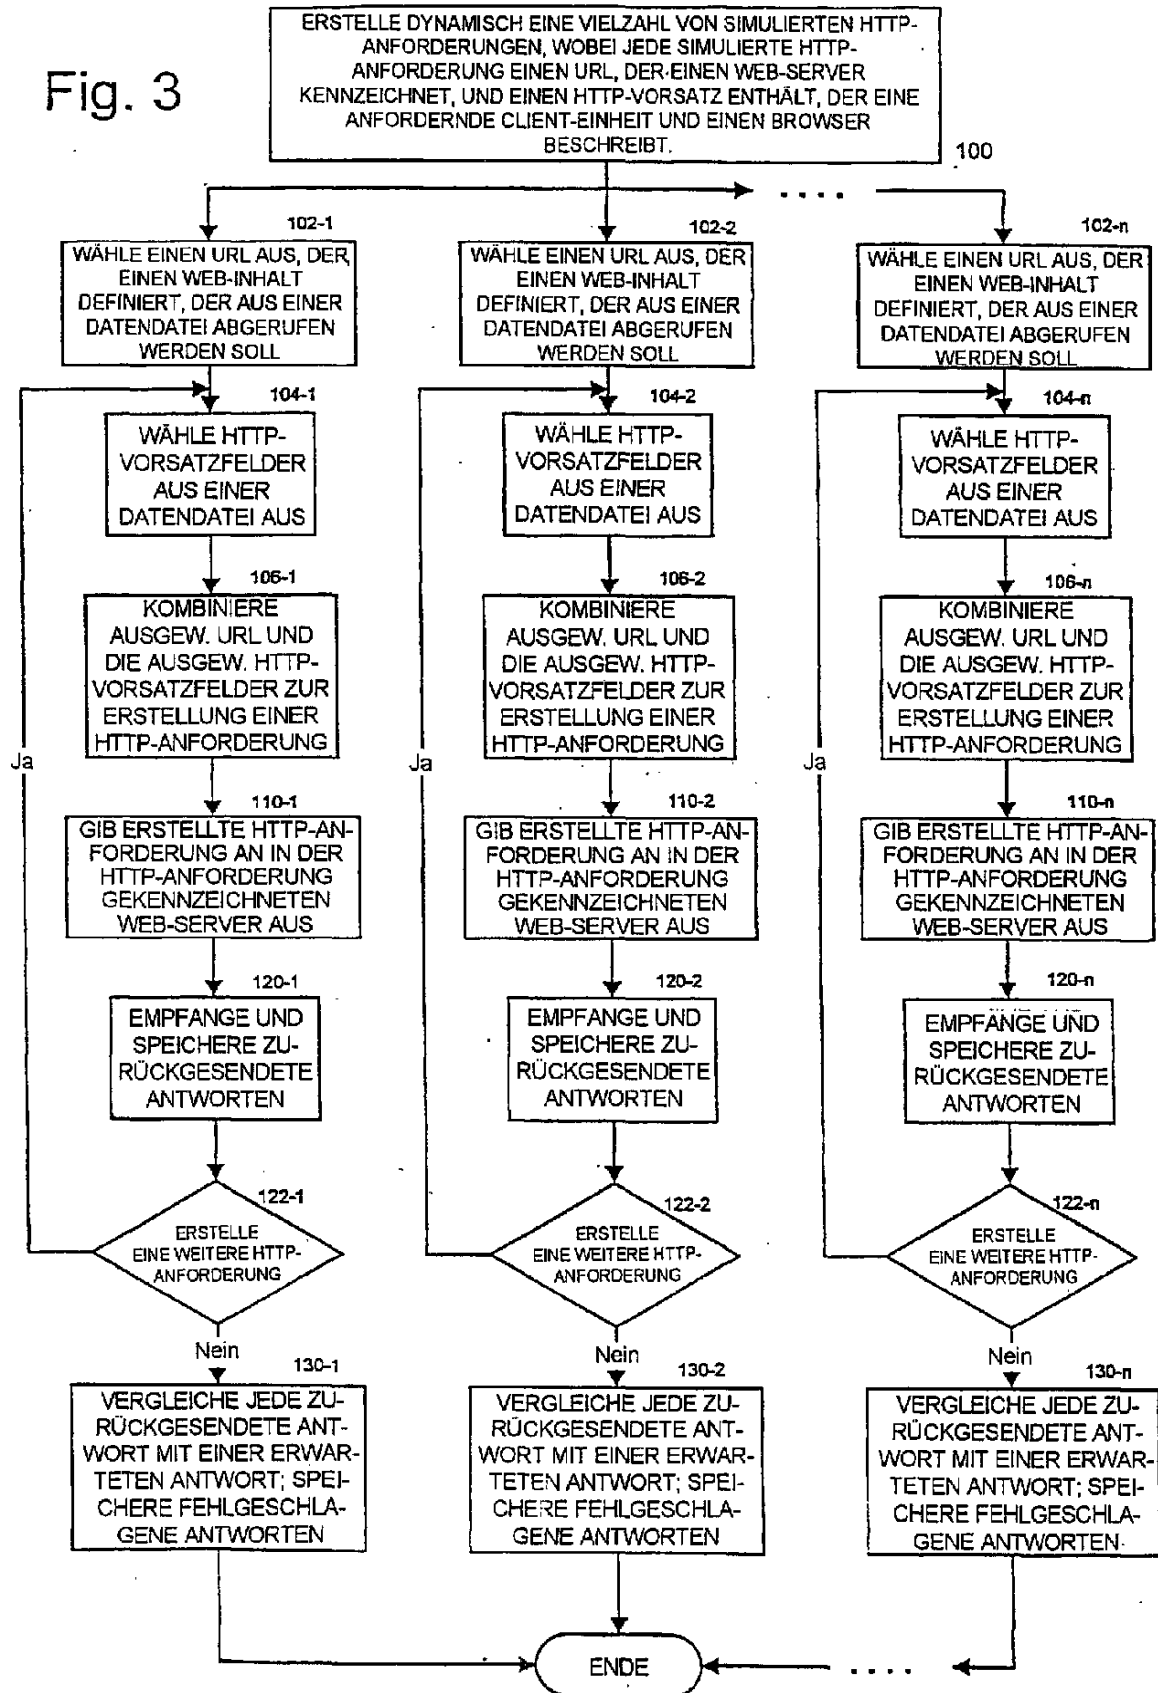 Fig. 3
ERSTELLE DYNAMISCH EINE VIELZAHL VON SIMULIERTEN HTTP-
ANFORDERUNGEN, WOBEI JEDE SIMULIERTE HTTP-
ANFORDERUNG EINEN URL, DER EINEN WEB-SERVER
KENNZEICHNET, UND EINEN HTTP-VORSATZ ENTHÄLT, DER EINE
ANFORDERNDE CLIENT-EINHEIT UND EINEN BROWSER
BESCHREIBT.
100
. . . .
102-1
WÄHLE EINEN URL AUS, DER
EINEN WEB-INHALT
DEFINIERT, DER AUS EINER
DATENDATEI ABGERUFEN
WERDEN SOLL
104-1
WÄHLE HTTP-
VORSATZFELDER
AUS EINER
DATENDATEI AUS
106-1
KOMBINIERE
AUSGEW. URL UND
DIE AUSGEW. HTTP-
VORSATZFELDER ZUR
ERSTELLUNG EINER
HTTP-ANFORDERUNG
Ja
110-1
GIB ERSTELLTE HTTP-AN-
FORDERUNG AN IN DER
HTTP-ANFORDERUNG
GEKENNZEICHNETEN
WEB-SERVER AUS
120-1
EMPFANGE UND
SPEICHERE ZU-
RÜCKGESENDETE
ANTWORTEN
122-1
ERSTELLE
EINE WEITERE HTTP-
ANFORDERUNG
Nein
130-1
VERGLEICHE JEDE ZU-
RÜCKGESENDETE ANT-
WORT MIT EINER ERWAR-
TETEN ANTWORT; SPEI-
CHERE FEHLGESCHLA-
GENE ANTWORTEN
102-2
WÄHLE EINEN URL AUS, DER
EINEN WEB-INHALT
DEFINIERT, DER AUS EINER
DATENDATEI ABGERUFEN
WERDEN SOLL
104-2
WÄHLE HTTP-
VORSATZFELDER
AUS EINER
DATENDATEI AUS
106-2
KOMBINIERE
AUSGEW. URL UND
DIE AUSGEW. HTTP-
VORSATZFELDER ZUR
ERSTELLUNG EINER
HTTP-ANFORDERUNG
Ja
110-2
GIB ERSTELLTE HTTP-AN-
FORDERUNG AN IN DER
HTTP-ANFORDERUNG
GEKENNZEICHNETEN
WEB-SERVER AUS
120-2
EMPFANGE UND
SPEICHERE ZU-
RÜCKGESENDETE
ANTWORTEN
122-2
ERSTELLE
EINE WEITERE HTTP-
ANFORDERUNG
Nein
130-2
VERGLEICHE JEDE ZU-
RÜCKGESENDETE ANT-
WORT MIT EINER ERWAR-
TETEN ANTWORT; SPEI-
CHERE FEHLGESCHLA-
GENE ANTWORTEN
102-n
WÄHLE EINEN URL AUS, DER
EINEN WEB-INHALT
DEFINIERT, DER AUS EINER
DATENDATEI ABGERUFEN
WERDEN SOLL
104-n
WÄHLE HTTP-
VORSATZFELDER
AUS EINER
DATENDATEI AUS
106-n
KOMBINIERE
AUSGEW. URL UND
DIE AUSGEW. HTTP-
VORSATZFELDER ZUR
ERSTELLUNG EINER
HTTP-ANFORDERUNG
Ja
110-n
GIB ERSTELLTE HTTP-AN-
FORDERUNG AN IN DER
HTTP-ANFORDERUNG
GEKENNZEICHNETEN
WEB-SERVER AUS
120-n
EMPFANGE UND
SPEICHERE ZU-
RÜCKGESENDETE
ANTWORTEN
122-n
ERSTELLE
EINE WEITERE HTTP-
ANFORDERUNG
Nein
130-n
VERGLEICHE JEDE ZU-
RÜCKGESENDETE ANT-
WORT MIT EINER ERWAR-
TETEN ANTWORT; SPEI-
CHERE FEHLGESCHLA-
GENE ANTWORTEN
ENDE
. . . .